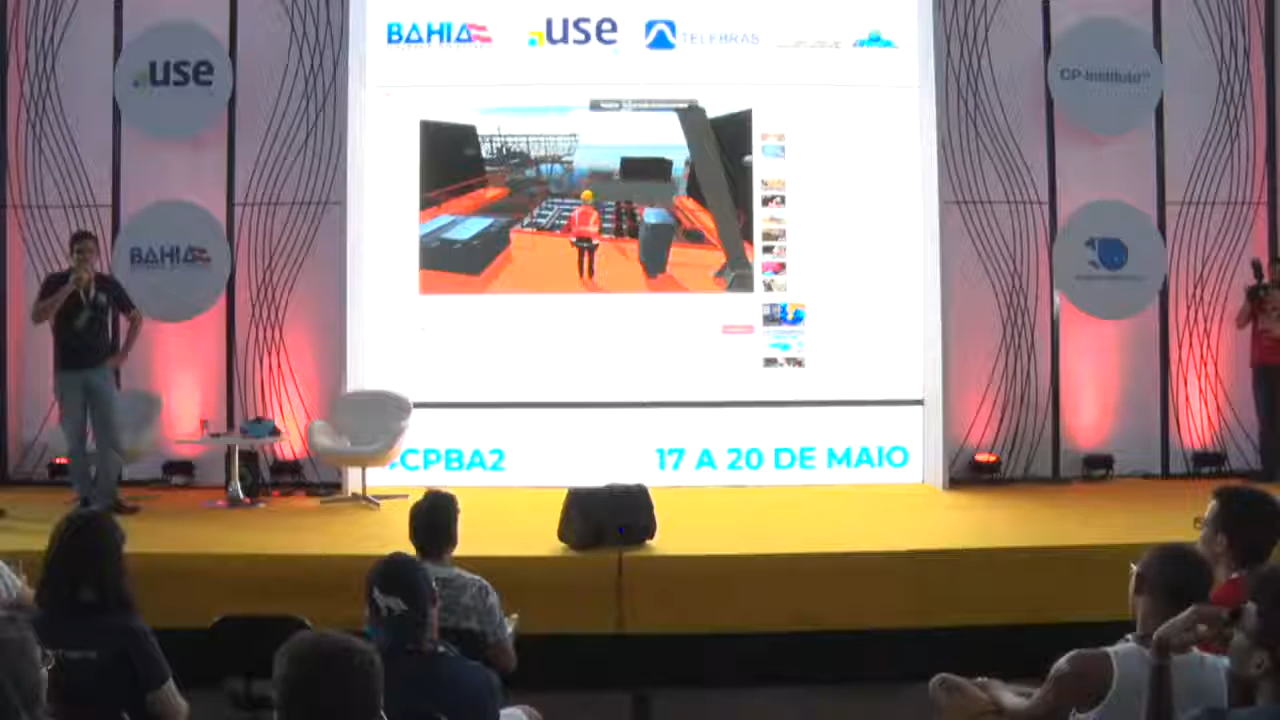 BAHIA
use
TELEBRAS
use
CP-Instituto
BAHIA
#CPBA2
17 A 20 DE MAIO